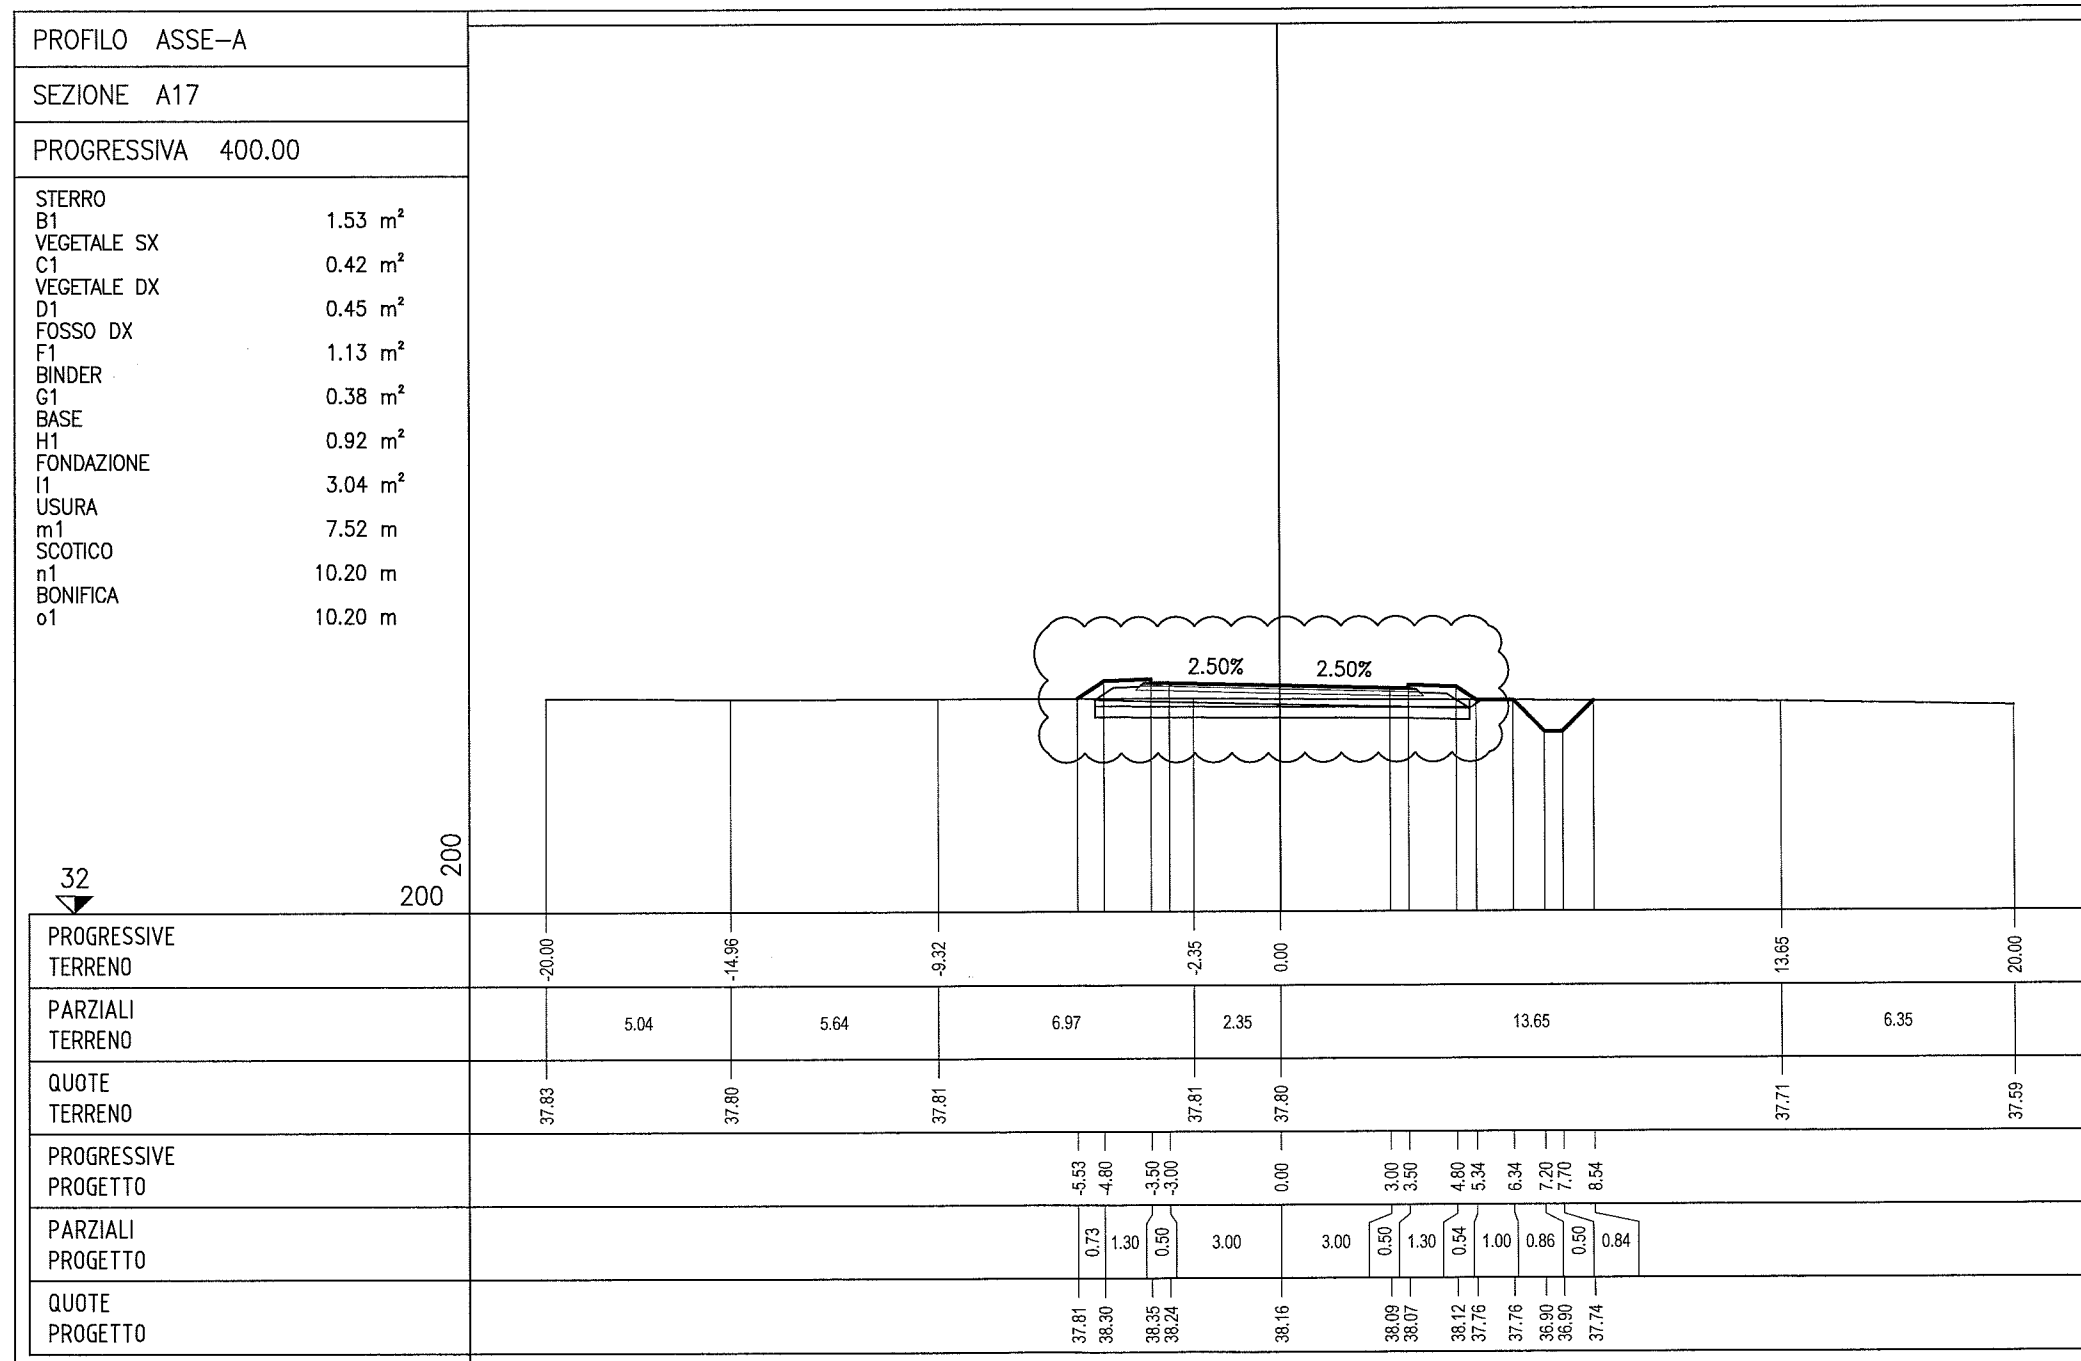 PROFILO ASSE-A
SEZIONE A17
PROGRESSIVA 400.00
STERRO
B1 1.53 m²
VEGETALE SX
C1 0.42 m²
VEGETALE DX
D1 0.45 m²
FOSSO DX
F1 1.13 m²
BINDER
G1 0.38 m²
BASE
H1 0.92 m²
FONDAZIONE
I1 3.04 m²
USURA
m1 7.52 m
SCOTICO
n1 10.20 m
BONIFICA
o1 10.20 m
2.50% 2.50%
32
200
200
PROGRESSIVE
TERRENO
-20.00 -14.96 -9.32 -2.35 0.00 13.65 20.00
PARZIALI
TERRENO
5.04 5.64 6.97 2.35 13.65 6.35
QUOTE
TERRENO
37.83 37.80 37.81 37.81 37.80 37.71 37.59
PROGRESSIVE
PROGETTO
-5.53 -4.80 -3.50 -3.00 0.00 3.00 3.50 4.80 5.34 6.34 7.20 7.70 8.54
PARZIALI
PROGETTO
0.73 1.30 0.50 3.00 3.00 0.50 1.30 0.54 1.00 0.86 0.50 0.84
QUOTE
PROGETTO
37.81 38.30 38.35 38.24 38.16 38.09 38.07 38.12 37.76 37.76 36.90 36.90 37.74